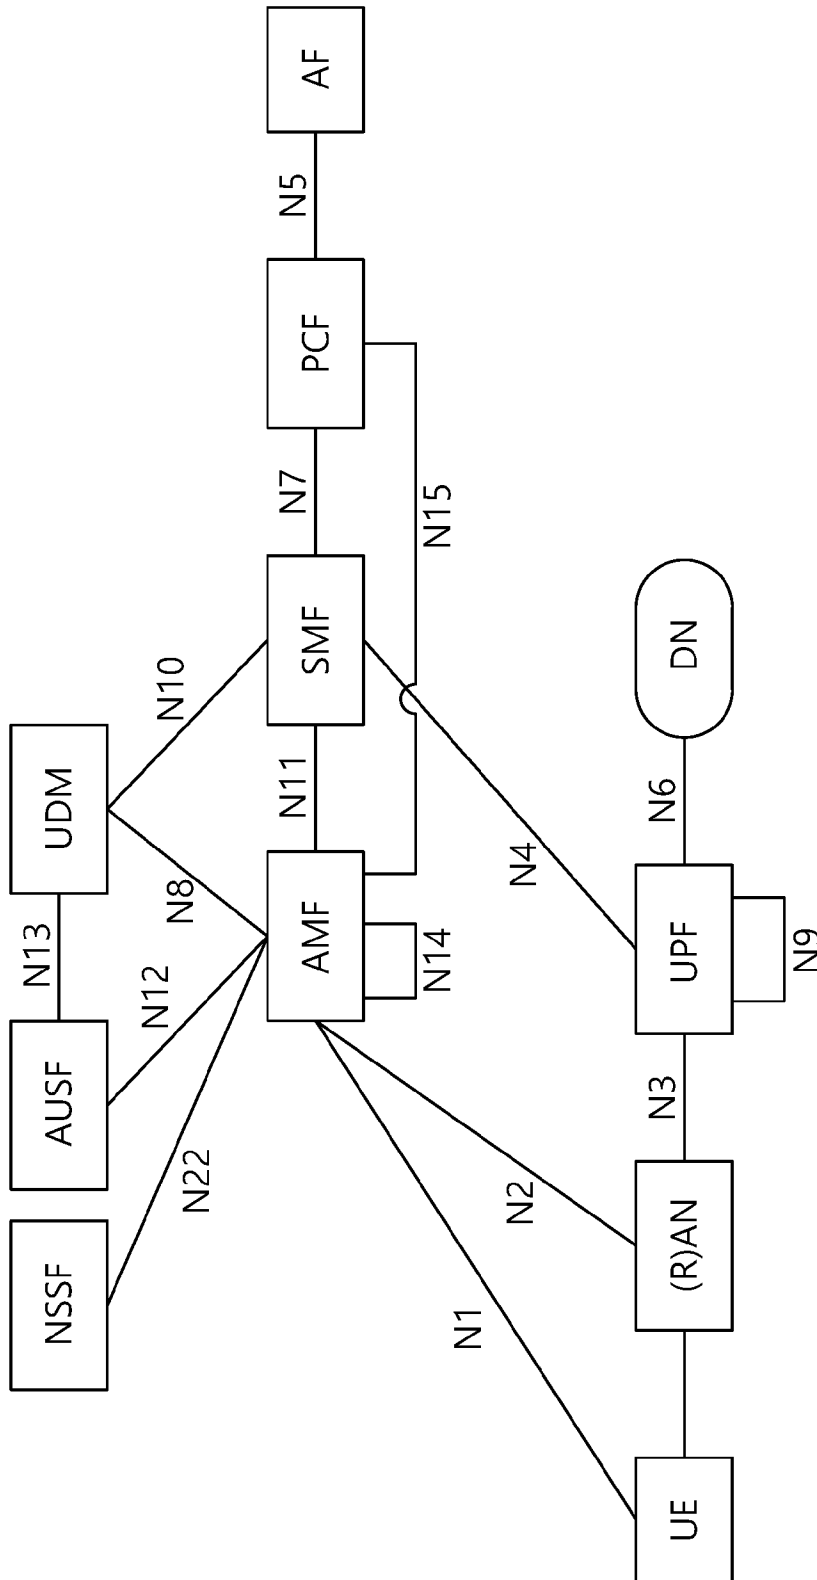 NSSF
AUSF
N13
UDM
N22
N12
N8
N10
AMF
N11
SMF
N7
PCF
N5
AF
N14
N15
N1
N2
N4
UE
(R)AN
N3
UPF
N6
DN
N9